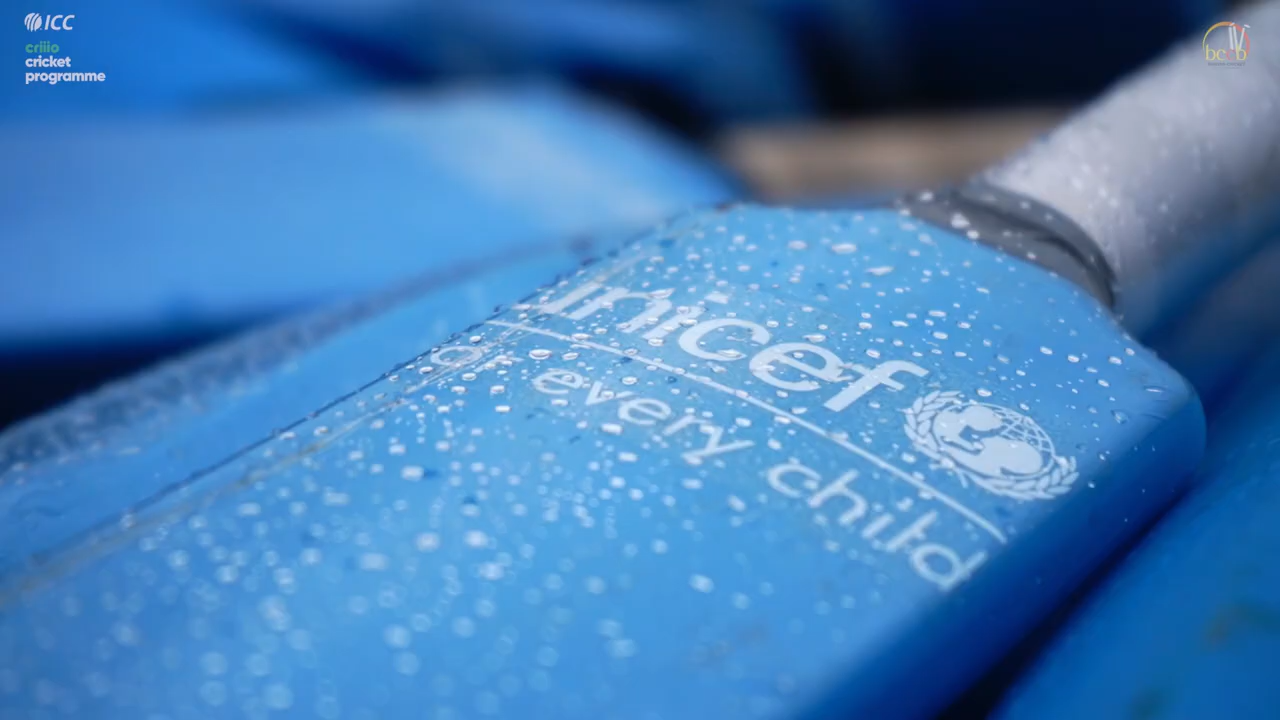 ICC
criiio
cricket
programme
unicef
for every child